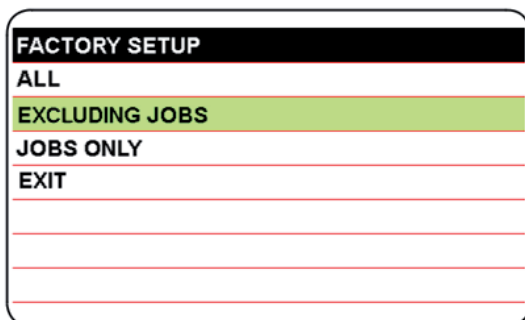 FACTORY SETUP
ALL
EXCLUDING JOBS
JOBS ONLY
EXIT